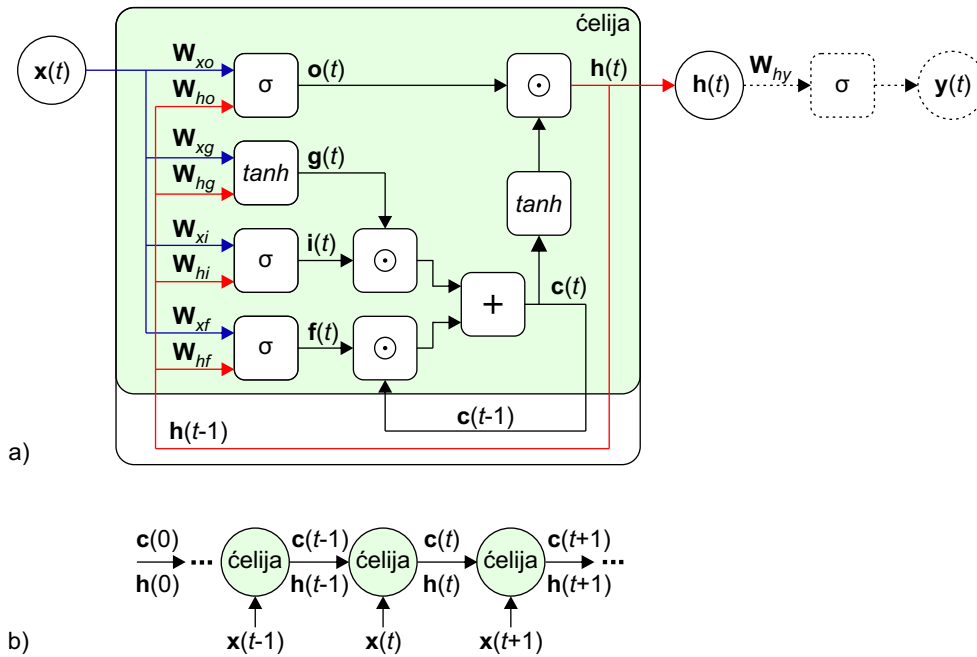 ćelija
x(t)
W_xo
W_ho
σ
o(t)
⊙
h(t)
h(t)
W_hy
σ
y(t)
W_xg
W_hg
tanh
g(t)
tanh
W_xi
W_hi
σ
i(t)
⊙
+
c(t)
W_xf
W_hf
σ
f(t)
⊙
c(t-1)
h(t-1)
a)
c(0)
h(0)
...
ćelija
c(t-1)
h(t-1)
ćelija
c(t)
h(t)
ćelija
c(t+1)
h(t+1)
...
x(t-1)
x(t)
x(t+1)
b)